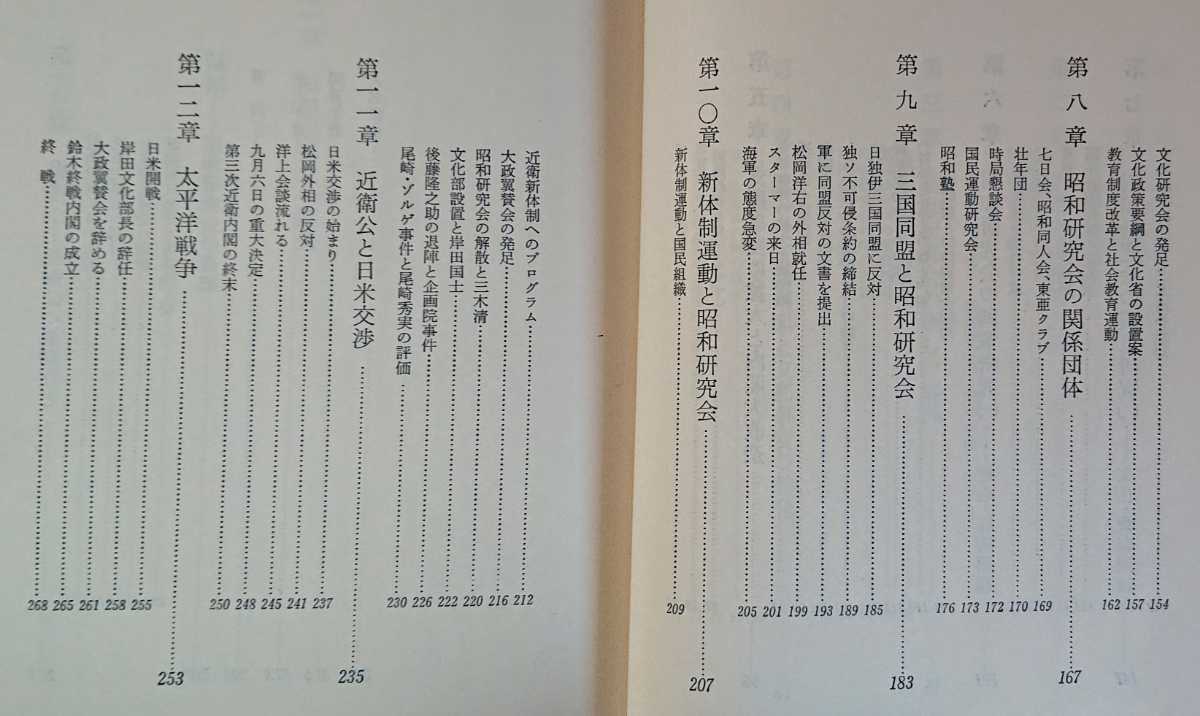 文化研究会の発足 154
文化政策要綱と文化省の設置案 157
教育制度改革と社会教育運動 162
第八章 昭和研究会の関係団体 167
七日会、昭和同人会、東亜クラブ 169
壮年団 170
時局懇談会 172
国民運動研究会 173
昭和塾 176
第九章 三国同盟と昭和研究会 183
日独伊三国同盟に反対 185
独ソ不可侵条約の締結 189
軍に同盟反対の文書を提出 193
松岡洋右の外相就任 199
スターマーの来日 201
海軍の態度急変 205
第一〇章 新体制運動と昭和研究会 207
新体制運動と国民組織 209
近衛新体制へのプログラム 212
大政翼賛会の発足 216
昭和研究会の解散と三木清 220
文化部設置と岸田国士 222
後藤隆之助の退陣と企画院事件 226
尾崎・ゾルゲ事件と尾崎秀実の評価 230
第一一章 近衛公と日米交渉 235
日米交渉の始まり 237
松岡外相の反対 241
洋上会談流れる 245
九月六日の重大決定 248
第三次近衛内閣の終末 250
第一二章 太平洋戦争 253
日米開戦 255
岸田文化部長の辞任 258
大政翼賛会を辞める 261
鈴木終戦内閣の成立 265
終戦 268